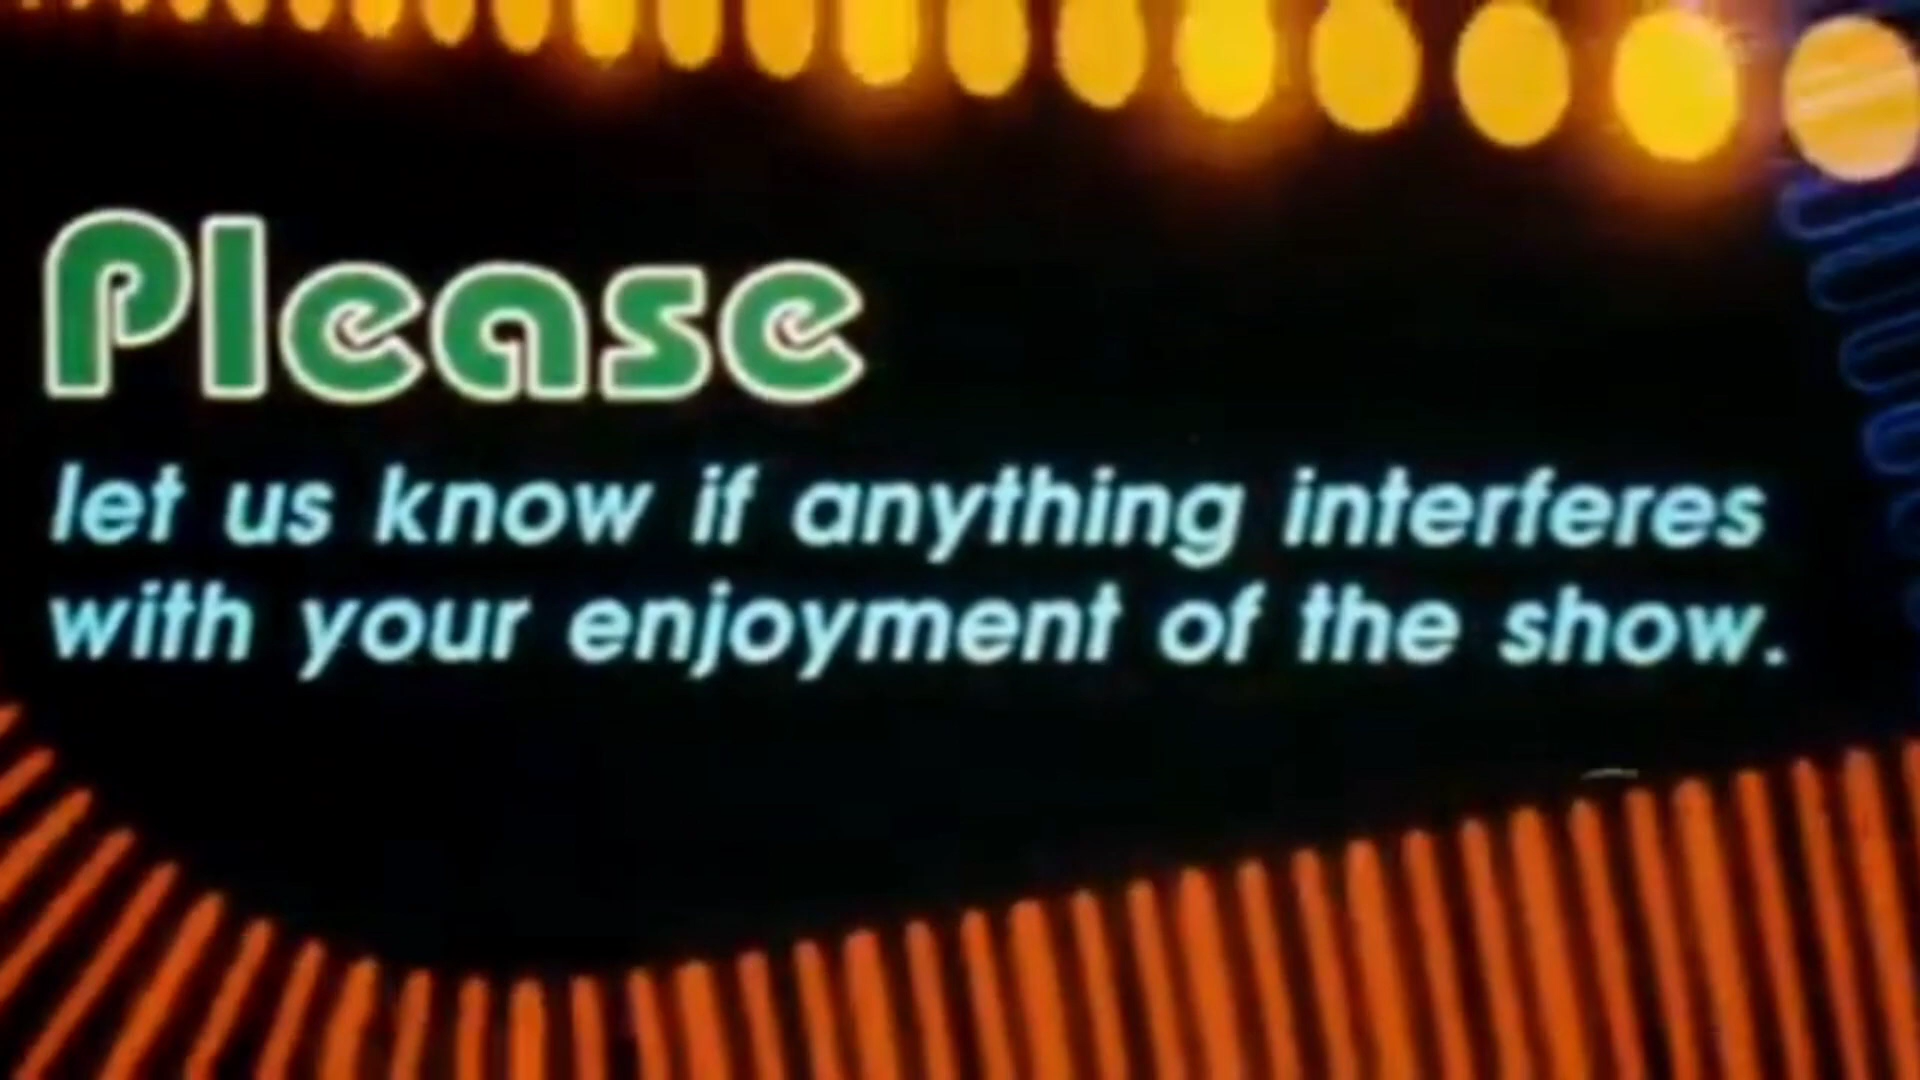 Please
let us know if anything interferes
with your enjoyment of the show.